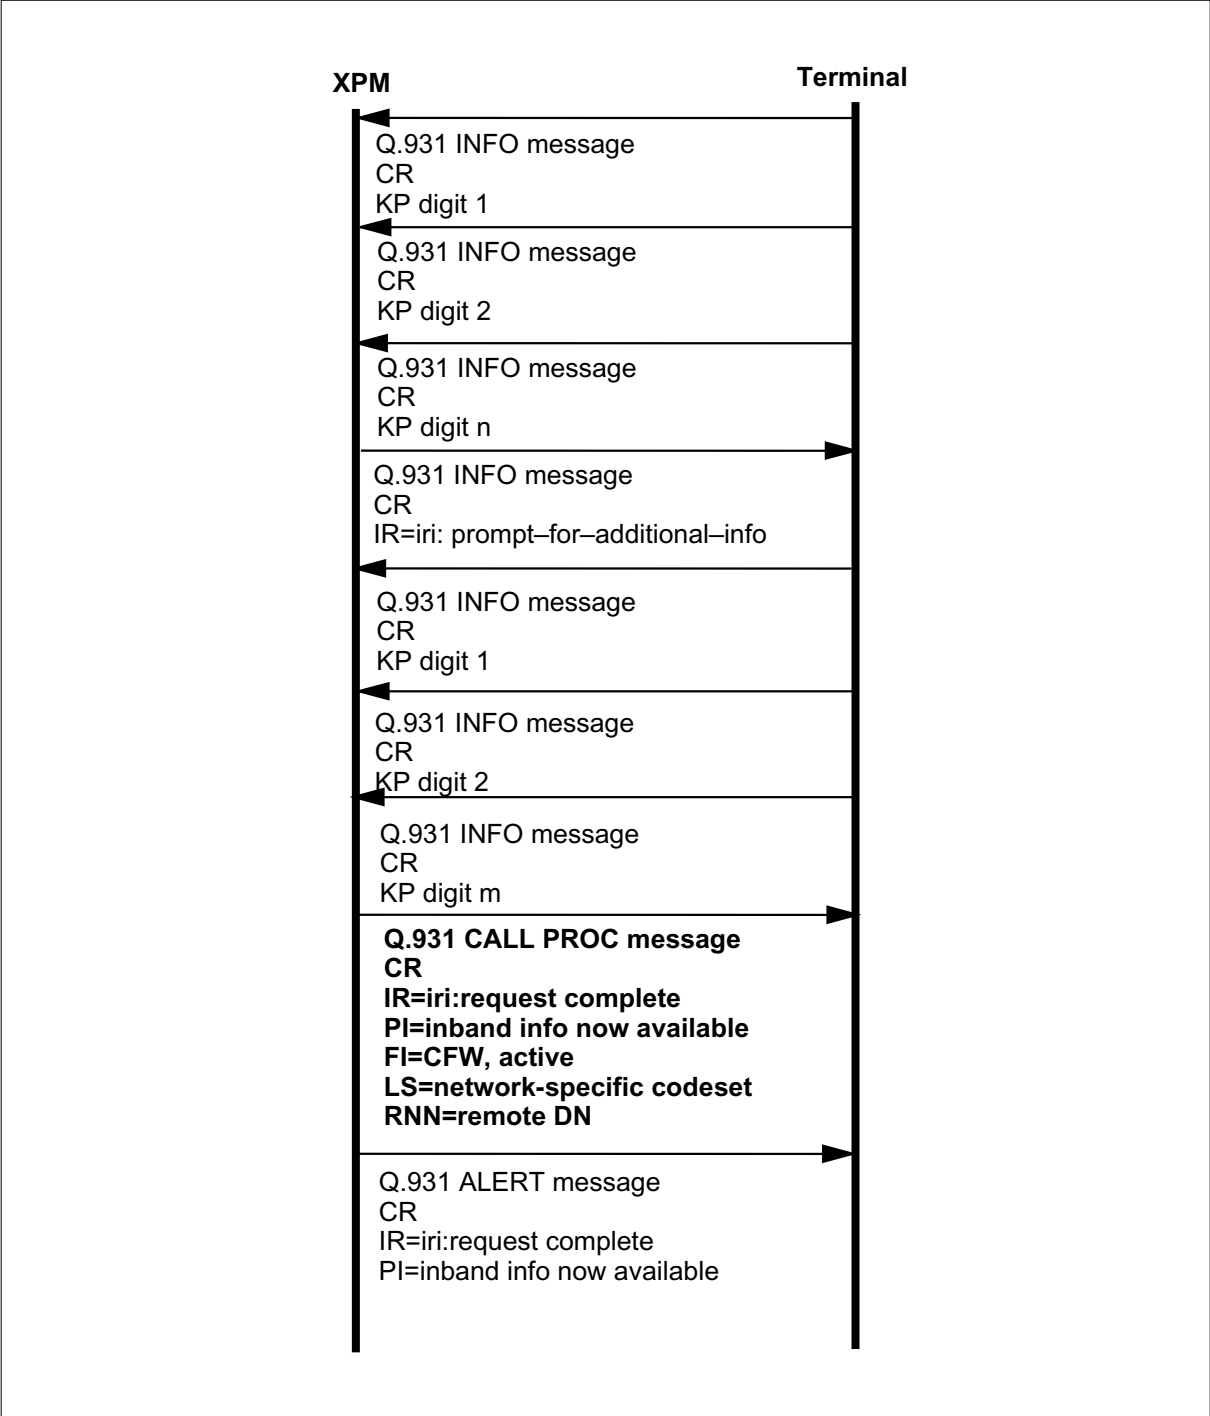 XPM
Terminal
Q.931 INFO message
CR
KP digit 1
Q.931 INFO message
CR
KP digit 2
Q.931 INFO message
CR
KP digit n
Q.931 INFO message
CR
IR=iri: prompt–for–additional–info
Q.931 INFO message
CR
KP digit 1
Q.931 INFO message
CR
KP digit 2
Q.931 INFO message
CR
KP digit m
Q.931 CALL PROC message
CR
IR=iri:request complete
PI=inband info now available
FI=CFW, active
LS=network-specific codeset
RNN=remote DN
Q.931 ALERT message
CR
IR=iri:request complete
PI=inband info now available